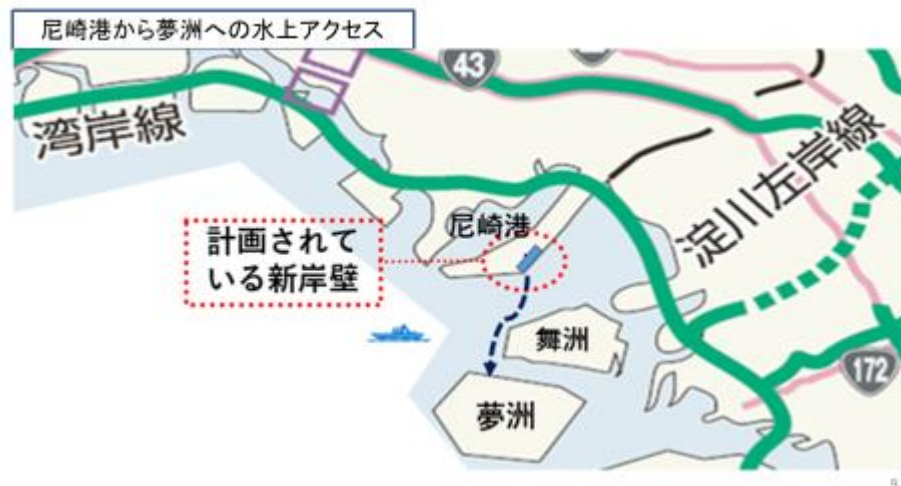 尼崎港から夢洲への水上アクセス
43
湾岸線
淀川左岸線
尼崎港
計画されて
いる新岸壁
舞洲
172
夢洲